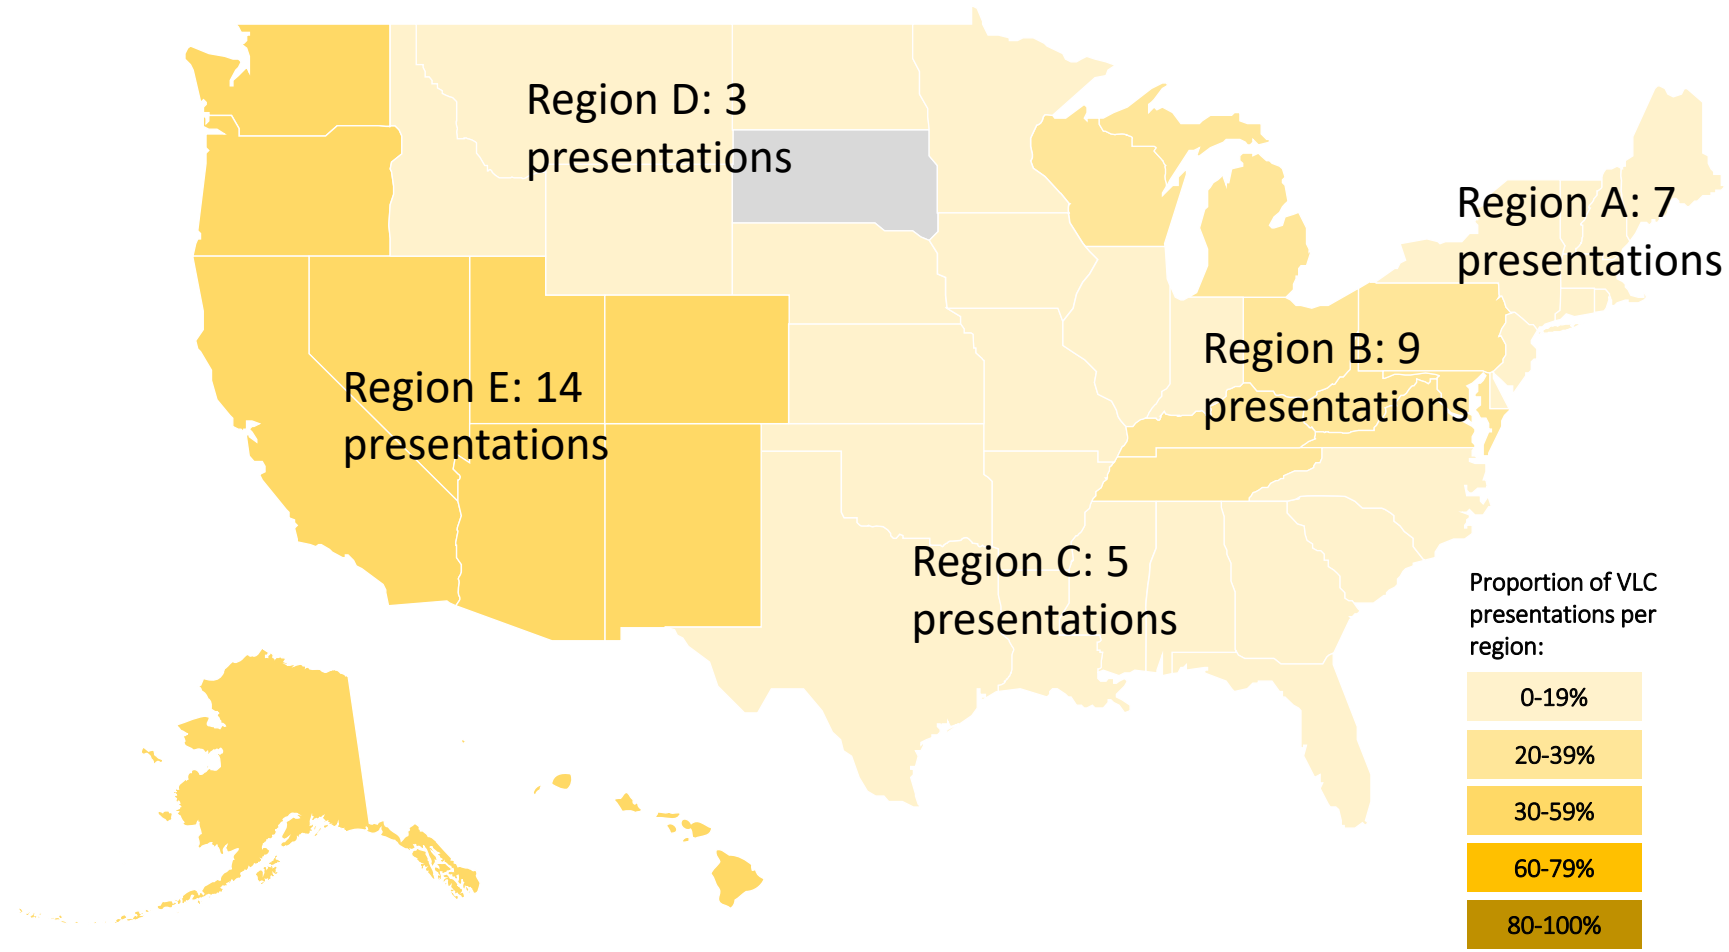 Region D: 3
presentations
Region A: 7
presentations
Region B: 9
presentations
Region E: 14
presentations
Region C: 5
presentations
Proportion of VLC
presentations per
region:
0-19%
20-39%
30-59%
60-79%
80-100%